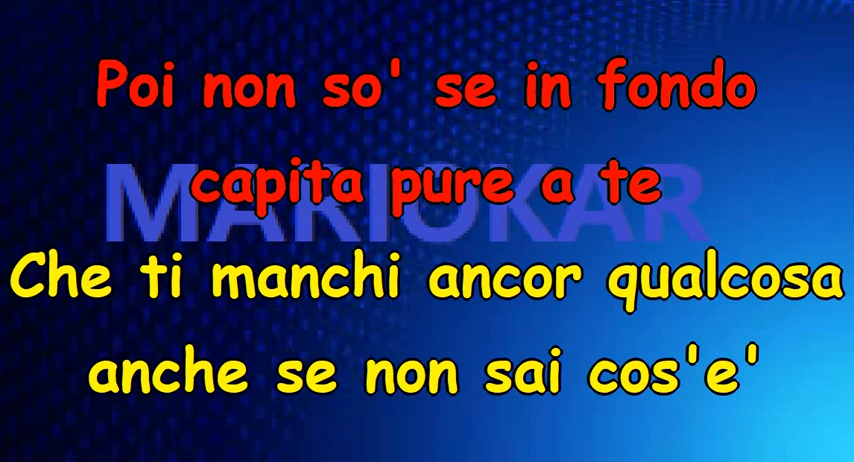 Poi non so' se in fondo
MARIOKAR
capita pure a te
Che ti manchi ancor qualcosa
anche se non sai cos'e'